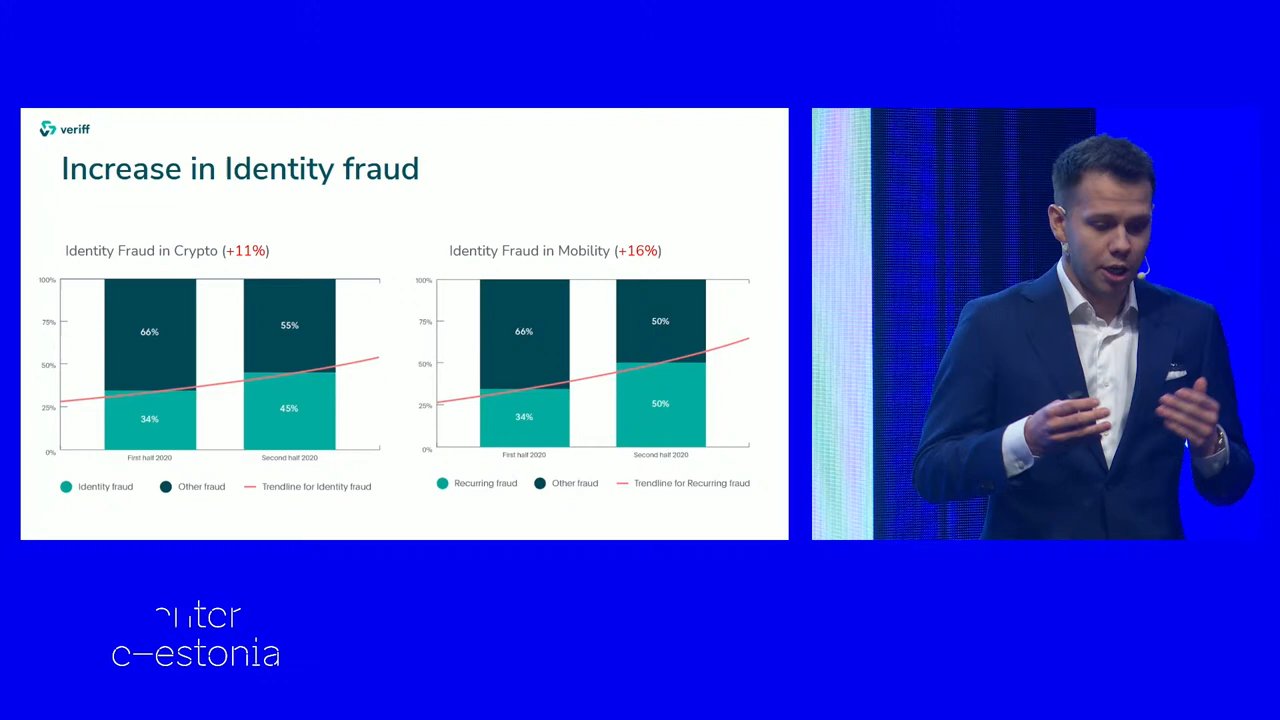 veriff
Increase in Identity fraud
Identity Fraud in Crypto (+11%)
100%
75%
50%
25%
0%
66%
34%
55%
45%
First half 2020
Second half 2020
Identity fraud
Other fraud
Trendline for Identity fraud
Identity Fraud in Mobility (+16%)
100%
75%
50%
25%
0%
66%
34%
50%
50%
First half 2020
Second half 2020
Recurring fraud
Other fraud
Trendline for Recurring fraud
e-estonia